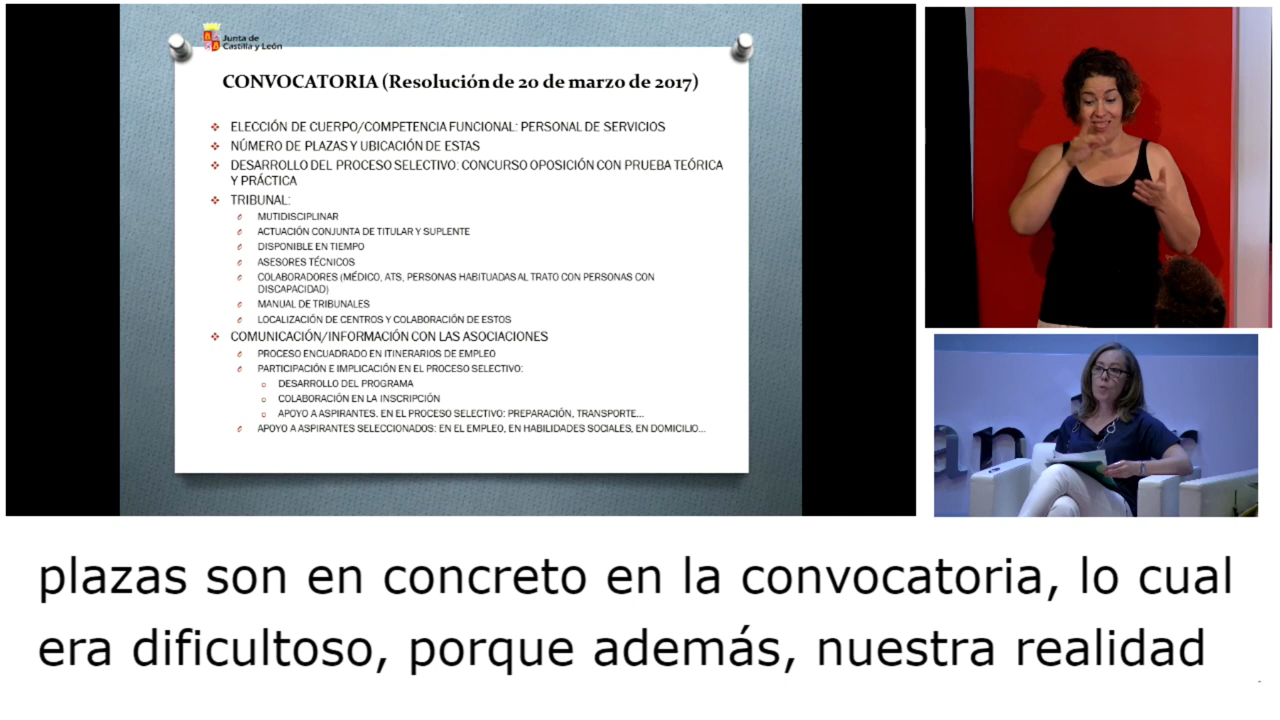 Junta de
Castilla y León
CONVOCATORIA (Resolución de 20 de marzo de 2017)
ELECCIÓN DE CUERPO/COMPETENCIA FUNCIONAL: PERSONAL DE SERVICIOS
NÚMERO DE PLAZAS Y UBICACIÓN DE ESTAS
DESARROLLO DEL PROCESO SELECTIVO: CONCURSO OPOSICIÓN CON PRUEBA TEÓRICA
Y PRÁCTICA
TRIBUNAL:
MUTIDISCIPLINAR
ACTUACIÓN CONJUNTA DE TITULAR Y SUPLENTE
DISPONIBLE EN TIEMPO
ASESORES TÉCNICOS
COLABORADORES (MÉDICO, ATS, PERSONAS HABITUADAS AL TRATO CON PERSONAS CON
DISCAPACIDAD)
MANUAL DE TRIBUNALES
LOCALIZACIÓN DE CENTROS Y COLABORACIÓN DE ESTOS
COMUNICACIÓN/INFORMACIÓN CON LAS ASOCIACIONES
PROCESO ENCUADRADO EN ITINERARIOS DE EMPLEO
PARTICIPACIÓN E IMPLICACIÓN EN EL PROCESO SELECTIVO:
DESARROLLO DEL PROGRAMA
COLABORACIÓN EN LA INSCRIPCIÓN
APOYO A ASPIRANTES. EN EL PROCESO SELECTIVO: PREPARACIÓN, TRANSPORTE...
APOYO A ASPIRANTES SELECCIONADOS: EN EL EMPLEO, EN HABILIDADES SOCIALES, EN DOMICILIO...
plazas son en concreto en la convocatoria, lo cual
era dificultoso, porque además, nuestra realidad